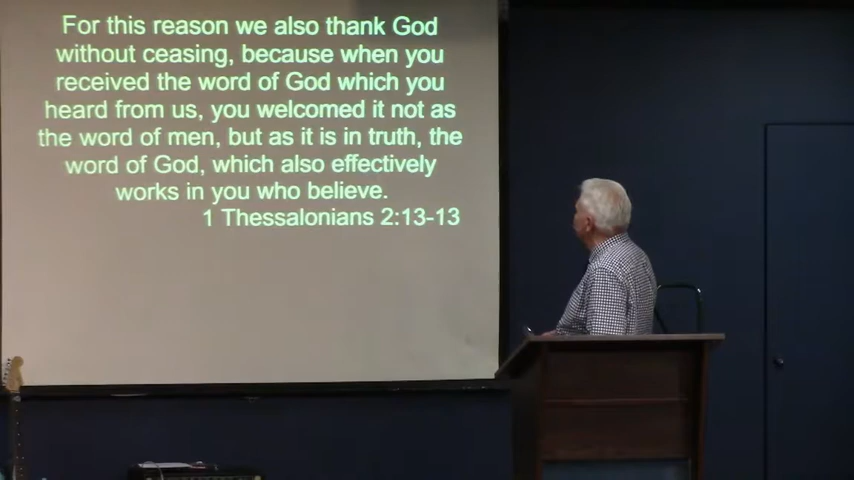 For this reason we also thank God
without ceasing, because when you
received the word of God which you
heard from us, you welcomed it not as
the word of men, but as it is in truth, the
word of God, which also effectively
works in you who believe.
1 Thessalonians 2:13-13